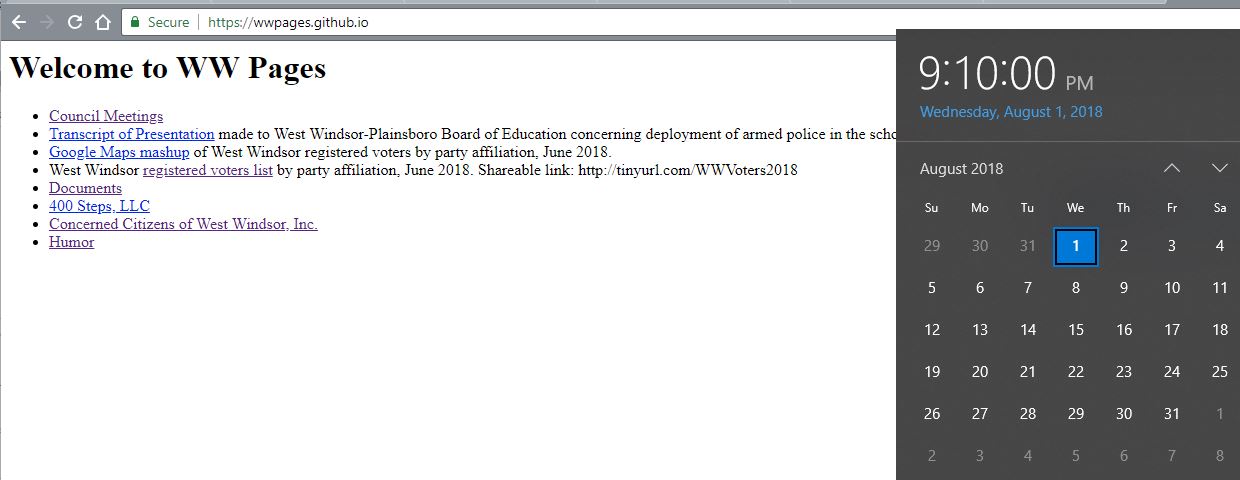 Secure https://wwpages.github.io
Welcome to WW Pages
Council Meetings
Transcript of Presentation made to West Windsor-Plainsboro Board of Education concerning deployment of armed police in the
Google Maps mashup of West Windsor registered voters by party affiliation, June 2018.
West Windsor registered voters list by party affiliation, June 2018. Shareable link: http://tinyurl.com/WWVoters2018
Documents
400 Steps, LLC
Concerned Citizens of West Windsor, Inc.
Humor
9:10:00 PM
Wednesday, August 1, 2018
August 2018
Su Mo Tu We Th Fr Sa
29 30 31 1 2 3 4
5 6 7 8 9 10 11
12 13 14 15 16 17 18
19 20 21 22 23 24 25
26 27 28 29 30 31 1
2 3 4 5 6 7 8